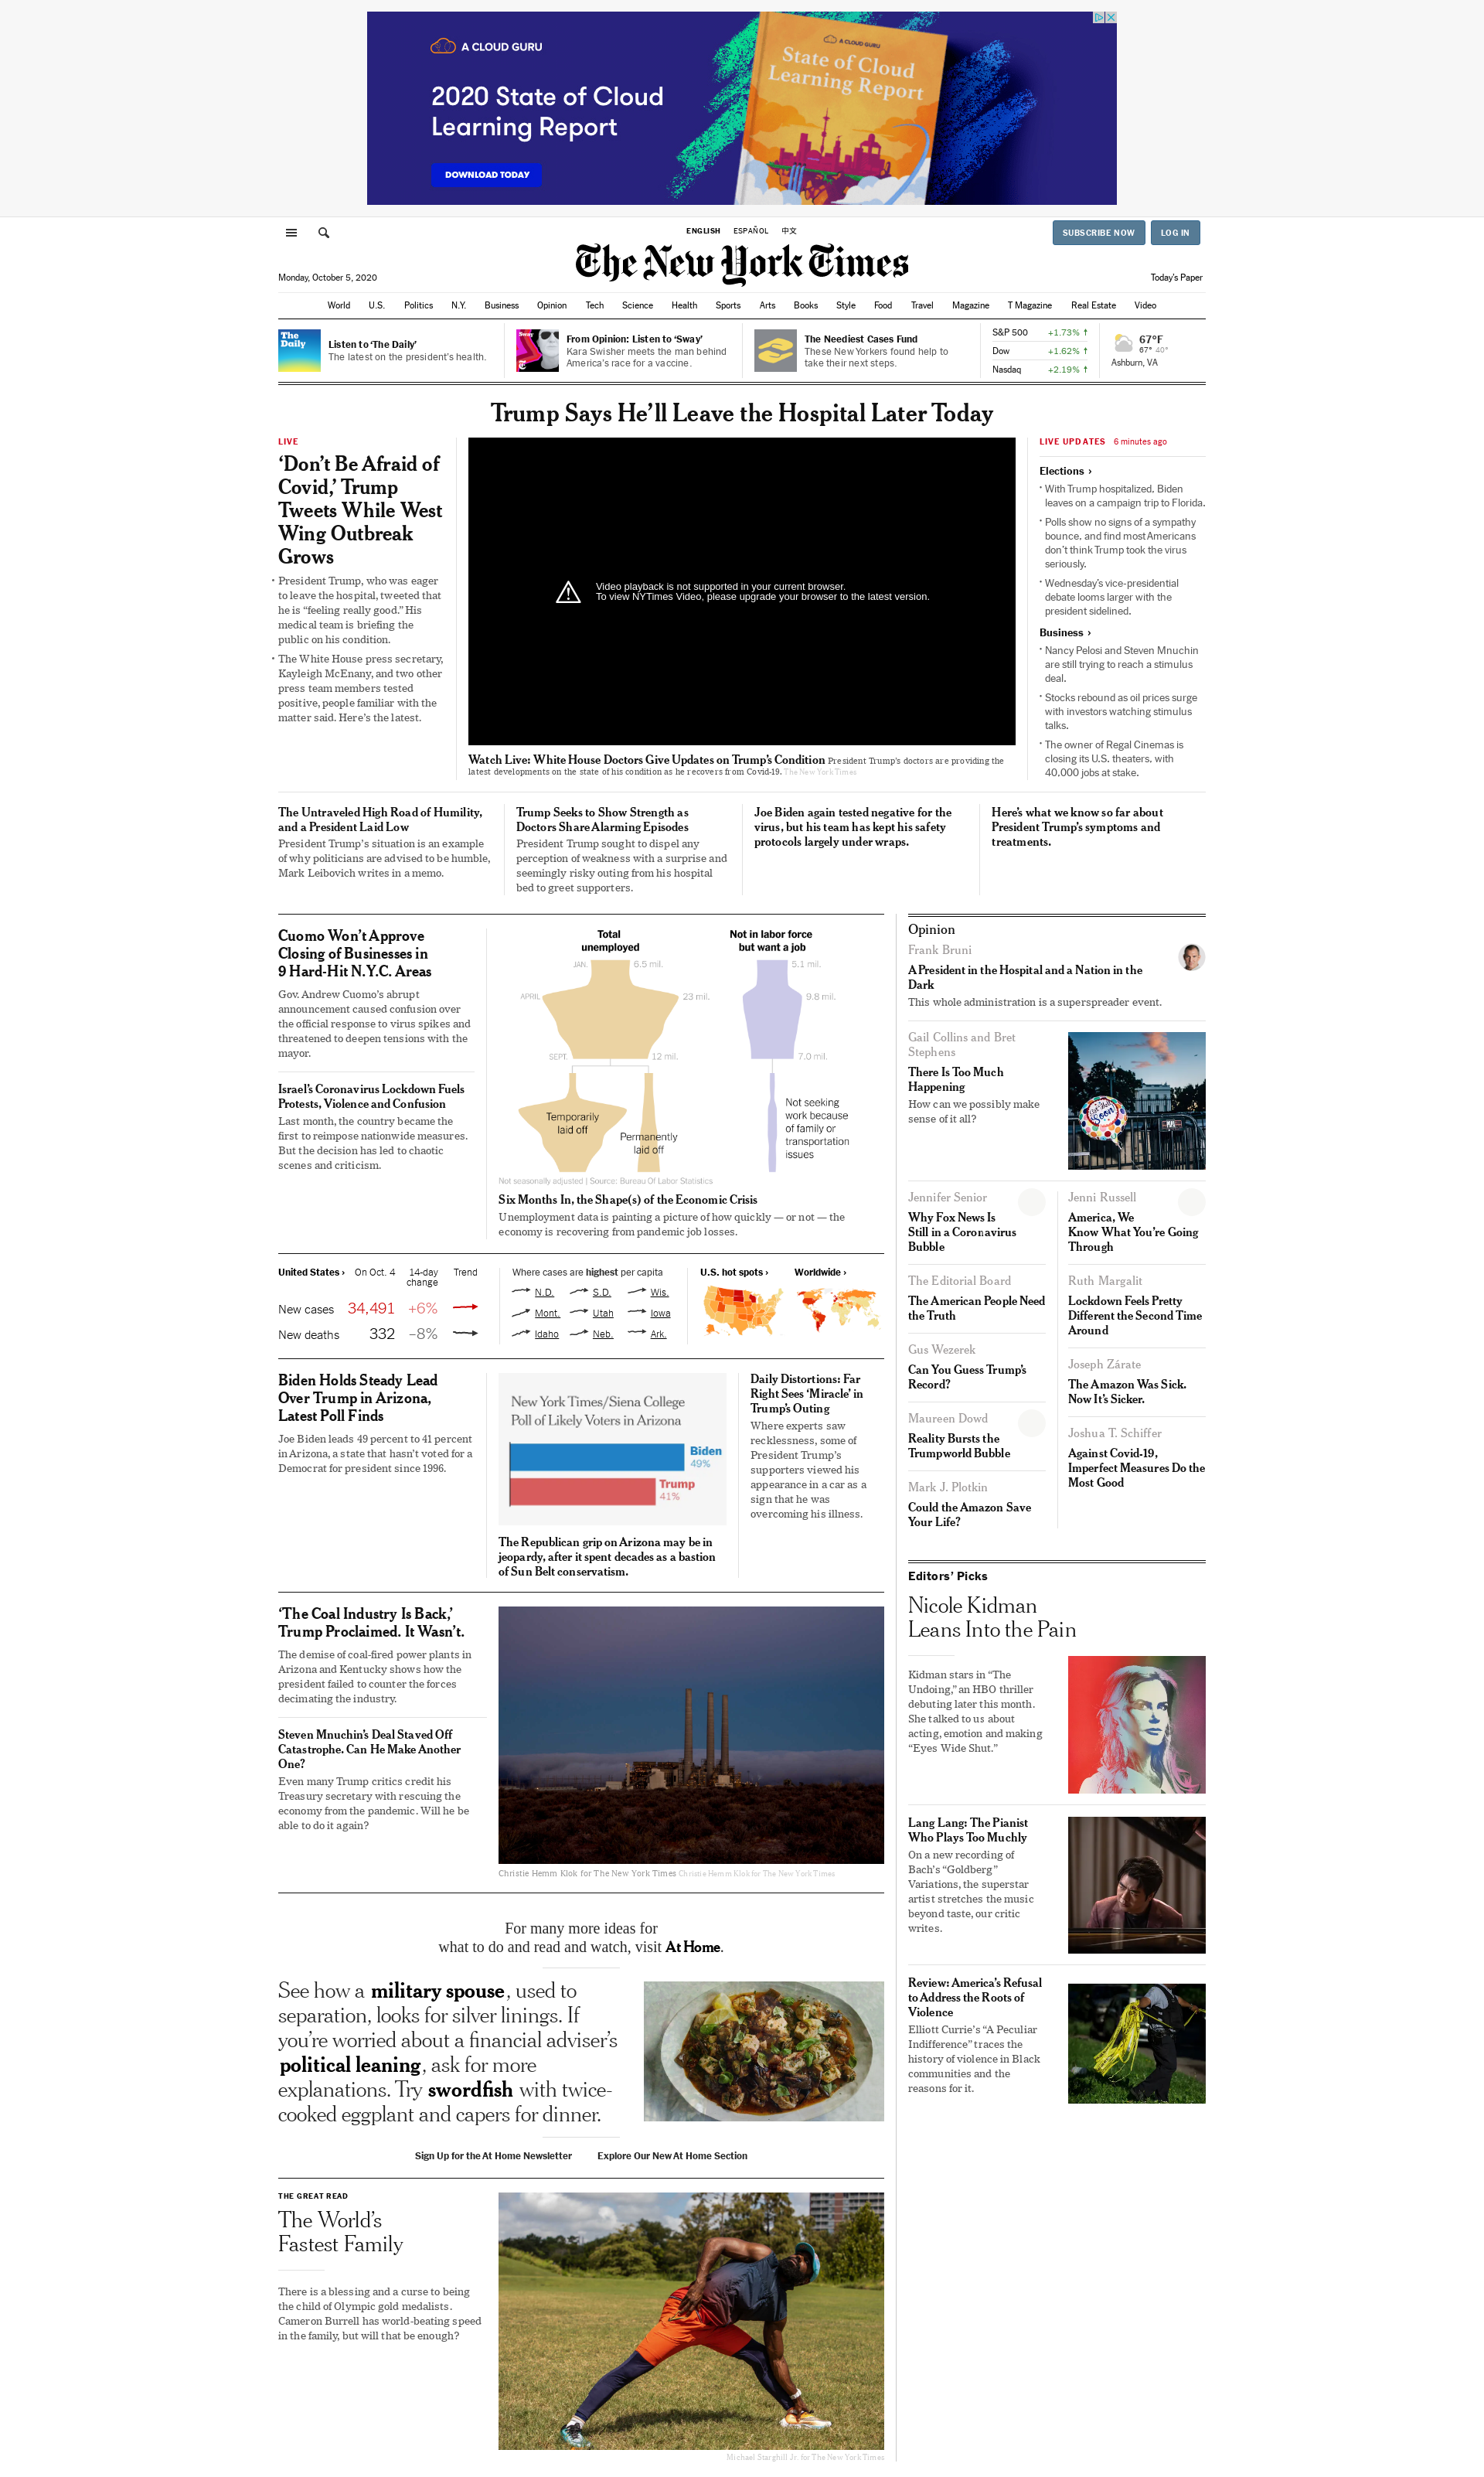 A CLOUD GURU
2020 State of Cloud
Learning Report
DOWNLOAD TODAY
A CLOUD GURU
State of Cloud
Learning Report
ENGLISH ESPAÑOL 中文
SUBSCRIBE NOW LOG IN
The New York Times
Monday, October 5, 2020
Today's Paper
World U.S. Politics N.Y. Business Opinion Tech Science Health Sports Arts Books Style Food Travel Magazine T Magazine Real Estate Video
The
Daily
Listen to ‘The Daily’
The latest on the president's health.
Sway
From Opinion: Listen to ‘Sway’
Kara Swisher meets the man behind
America's race for a vaccine.
The Neediest Cases Fund
These New Yorkers found help to
take their next steps.
S&P 500 +1.73% ↑
Dow +1.62% ↑
Nasdaq +2.19% ↑
67°F
67° 40°
Ashburn, VA
Trump Says He’ll Leave the Hospital Later Today
LIVE
‘Don’t Be Afraid of
Covid,’ Trump
Tweets While West
Wing Outbreak
Grows
• President Trump, who was eager
to leave the hospital, tweeted that
he is “feeling really good.” His
medical team is briefing the
public on his condition.
• The White House press secretary,
Kayleigh McEnany, and two other
press team members tested
positive, people familiar with the
matter said. Here’s the latest.
Video playback is not supported in your current browser.
To view NYTimes Video, please upgrade your browser to the latest version.
Watch Live: White House Doctors Give Updates on Trump’s Condition President Trump’s doctors are providing the
latest developments on the state of his condition as he recovers from Covid-19. The New York Times
LIVE UPDATES 6 minutes ago
Elections ›
• With Trump hospitalized, Biden
leaves on a campaign trip to Florida.
• Polls show no signs of a sympathy
bounce, and find most Americans
don’t think Trump took the virus
seriously.
• Wednesday’s vice-presidential
debate looms larger with the
president sidelined.
Business ›
• Nancy Pelosi and Steven Mnuchin
are still trying to reach a stimulus
deal.
• Stocks rebound as oil prices surge
with investors watching stimulus
talks.
• The owner of Regal Cinemas is
closing its U.S. theaters, with
40,000 jobs at stake.
The Untraveled High Road of Humility,
and a President Laid Low
President Trump’s situation is an example
of why politicians are advised to be humble,
Mark Leibovich writes in a memo.
Trump Seeks to Show Strength as
Doctors Share Alarming Episodes
President Trump sought to dispel any
perception of weakness with a surprise and
seemingly risky outing from his hospital
bed to greet supporters.
Joe Biden again tested negative for the
virus, but his team has kept his safety
protocols largely under wraps.
Here’s what we know so far about
President Trump’s symptoms and
treatments.
Cuomo Won’t Approve
Closing of Businesses in
9 Hard-Hit N.Y.C. Areas
Gov. Andrew Cuomo’s abrupt
announcement caused confusion over
the official response to virus spikes and
threatened to deepen tensions with the
mayor.
Israel’s Coronavirus Lockdown Fuels
Protests, Violence and Confusion
Last month, the country became the
first to reimpose nationwide measures.
But the decision has led to chaotic
scenes and criticism.
Total
unemployed
Not in labor force
but want a job
JAN. 6.5 mil. 5.1 mil.
APRIL 23 mil. 9.8 mil.
SEPT. 12 mil. 7.0 mil.
Temporarily
laid off
Permanently
laid off
Not seeking
work because
of family or
transportation
issues
Not seasonally adjusted | Source: Bureau Of Labor Statistics
Six Months In, the Shape(s) of the Economic Crisis
Unemployment data is painting a picture of how quickly — or not — the
economy is recovering from pandemic job losses.
United States › On Oct. 4 14-day
change Trend
New cases 34,491 +6%
New deaths 332 –8%
Where cases are highest per capita
N.D. S.D. Wis.
Mont. Utah Iowa
Idaho Neb. Ark.
U.S. hot spots › Worldwide ›
Biden Holds Steady Lead
Over Trump in Arizona,
Latest Poll Finds
Joe Biden leads 49 percent to 41 percent
in Arizona, a state that hasn’t voted for a
Democrat for president since 1996.
New York Times/Siena College
Poll of Likely Voters in Arizona
Biden
49%
Trump
41%
The Republican grip on Arizona may be in
jeopardy, after it spent decades as a bastion
of Sun Belt conservatism.
Daily Distortions: Far
Right Sees ‘Miracle’ in
Trump’s Outing
Where experts saw
recklessness, some of
President Trump’s
supporters viewed his
appearance in a car as a
sign that he was
overcoming his illness.
‘The Coal Industry Is Back,’
Trump Proclaimed. It Wasn’t.
The demise of coal-fired power plants in
Arizona and Kentucky shows how the
president failed to counter the forces
decimating the industry.
Steven Mnuchin’s Deal Staved Off
Catastrophe. Can He Make Another
One?
Even many Trump critics credit his
Treasury secretary with rescuing the
economy from the pandemic. Will he be
able to do it again?
Christie Hemm Klok for The New York Times Christie Hemm Klok for The New York Times
For many more ideas for
what to do and read and watch, visit At Home.
See how a military spouse, used to
separation, looks for silver linings. If
you’re worried about a financial adviser’s
political leaning, ask for more
explanations. Try swordfish with twice-
cooked eggplant and capers for dinner.
Sign Up for the At Home Newsletter Explore Our New At Home Section
THE GREAT READ
The World’s
Fastest Family
There is a blessing and a curse to being
the child of Olympic gold medalists.
Cameron Burrell has world-beating speed
in the family, but will that be enough?
Michael Starghill Jr. for The New York Times
Opinion
Frank Bruni
A President in the Hospital and a Nation in the
Dark
This whole administration is a superspreader event.
Gail Collins and Bret
Stephens
There Is Too Much
Happening
How can we possibly make
sense of it all?
Jennifer Senior
Why Fox News Is
Still in a Coronavirus
Bubble
The Editorial Board
The American People Need
the Truth
Gus Wezerek
Can You Guess Trump’s
Record?
Maureen Dowd
Reality Bursts the
Trumpworld Bubble
Mark J. Plotkin
Could the Amazon Save
Your Life?
Jenni Russell
America, We
Know What You’re Going
Through
Ruth Margalit
Lockdown Feels Pretty
Different the Second Time
Around
Joseph Zárate
The Amazon Was Sick.
Now It’s Sicker.
Joshua T. Schiffer
Against Covid-19,
Imperfect Measures Do the
Most Good
Editors’ Picks
Nicole Kidman
Leans Into the Pain
Kidman stars in “The
Undoing,” an HBO thriller
debuting later this month.
She talked to us about
acting, emotion and making
“Eyes Wide Shut.”
Lang Lang: The Pianist
Who Plays Too Muchly
On a new recording of
Bach’s “Goldberg”
Variations, the superstar
artist stretches the music
beyond taste, our critic
writes.
Review: America’s Refusal
to Address the Roots of
Violence
Elliott Currie’s “A Peculiar
Indifference” traces the
history of violence in Black
communities and the
reasons for it.